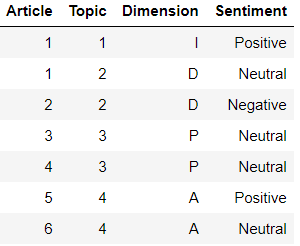 Article Topic Dimension Sentiment
1 1 I Positive
1 2 D Neutral
2 2 D Negative
3 3 P Neutral
4 3 P Neutral
5 4 A Positive
6 4 A Neutral